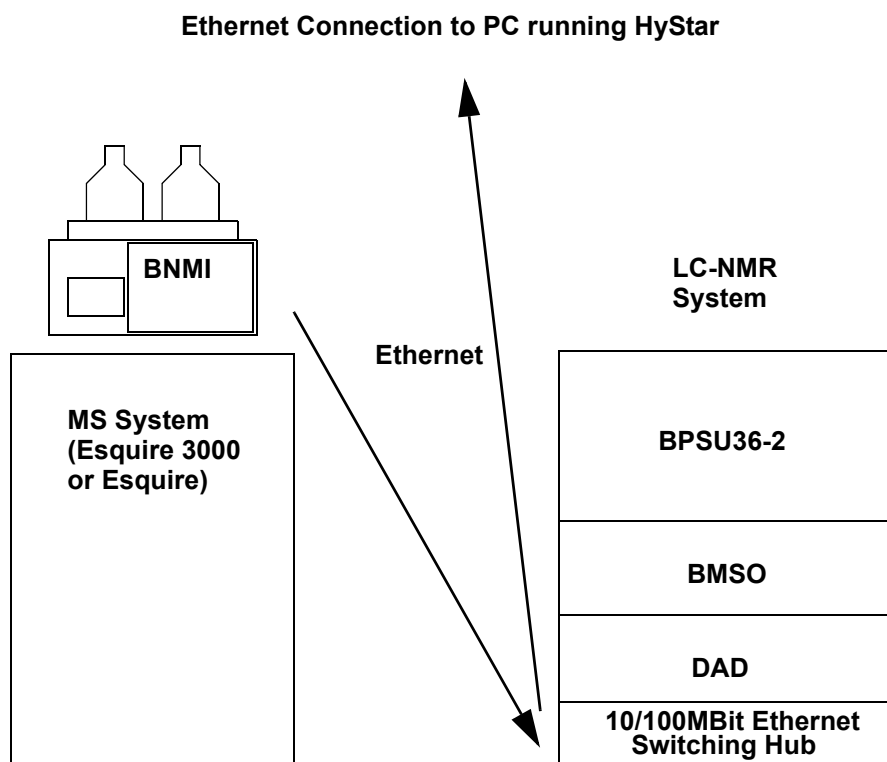 Ethernet Connection to PC running HyStar
BNMI
LC-NMR
System
Ethernet
MS System
(Esquire 3000
or Esquire)
BPSU36-2
BMSO
DAD
10/100MBit Ethernet
Switching Hub